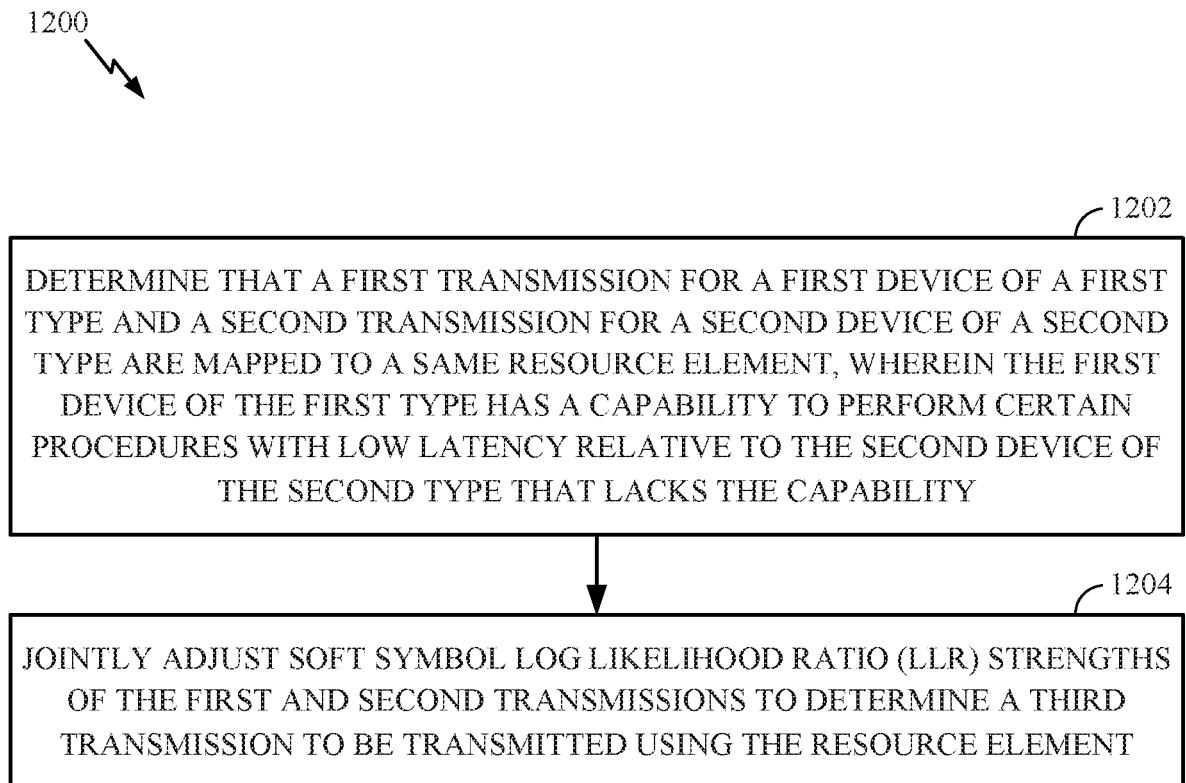 1200
1202
DETERMINE THAT A FIRST TRANSMISSION FOR A FIRST DEVICE OF A FIRST
TYPE AND A SECOND TRANSMISSION FOR A SECOND DEVICE OF A SECOND
TYPE ARE MAPPED TO A SAME RESOURCE ELEMENT, WHEREIN THE FIRST
DEVICE OF THE FIRST TYPE HAS A CAPABILITY TO PERFORM CERTAIN
PROCEDURES WITH LOW LATENCY RELATIVE TO THE SECOND DEVICE OF
THE SECOND TYPE THAT LACKS THE CAPABILITY
1204
JOINTLY ADJUST SOFT SYMBOL LOG LIKELIHOOD RATIO (LLR) STRENGTHS
OF THE FIRST AND SECOND TRANSMISSIONS TO DETERMINE A THIRD
TRANSMISSION TO BE TRANSMITTED USING THE RESOURCE ELEMENT